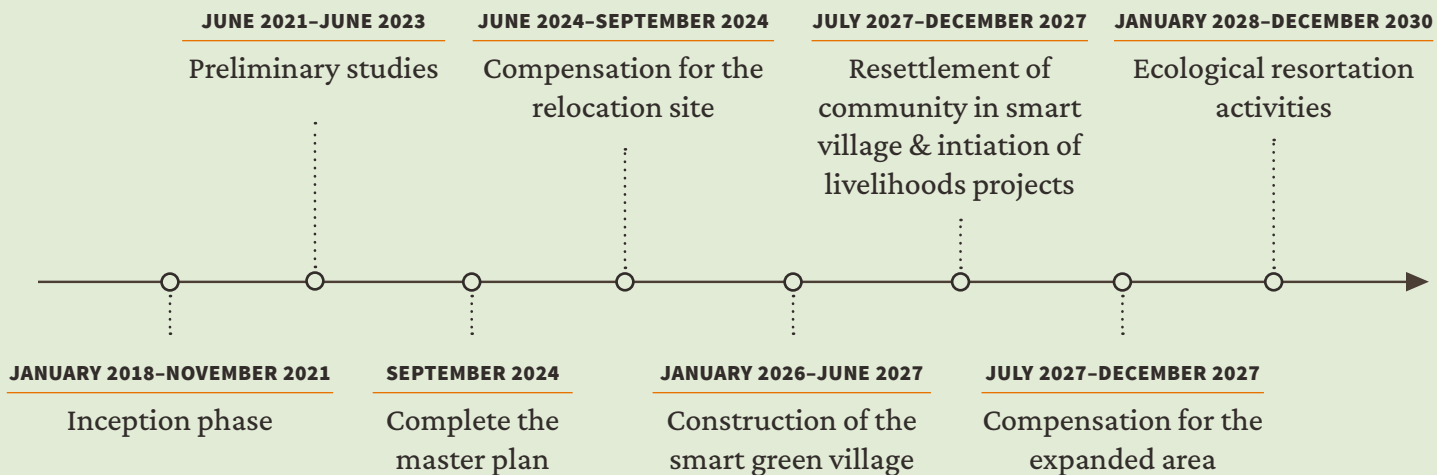 JUNE 2021–JUNE 2023
Preliminary studies
JUNE 2024–SEPTEMBER 2024
Compensation for the
relocation site
JULY 2027–DECEMBER 2027
Resettlement of
community in smart
village & intiation of
livelihoods projects
JANUARY 2028–DECEMBER 2030
Ecological resortation
activities
JANUARY 2018–NOVEMBER 2021
Inception phase
SEPTEMBER 2024
Complete the
master plan
JANUARY 2026–JUNE 2027
Construction of the
smart green village
JULY 2027–DECEMBER 2027
Compensation for the
expanded area